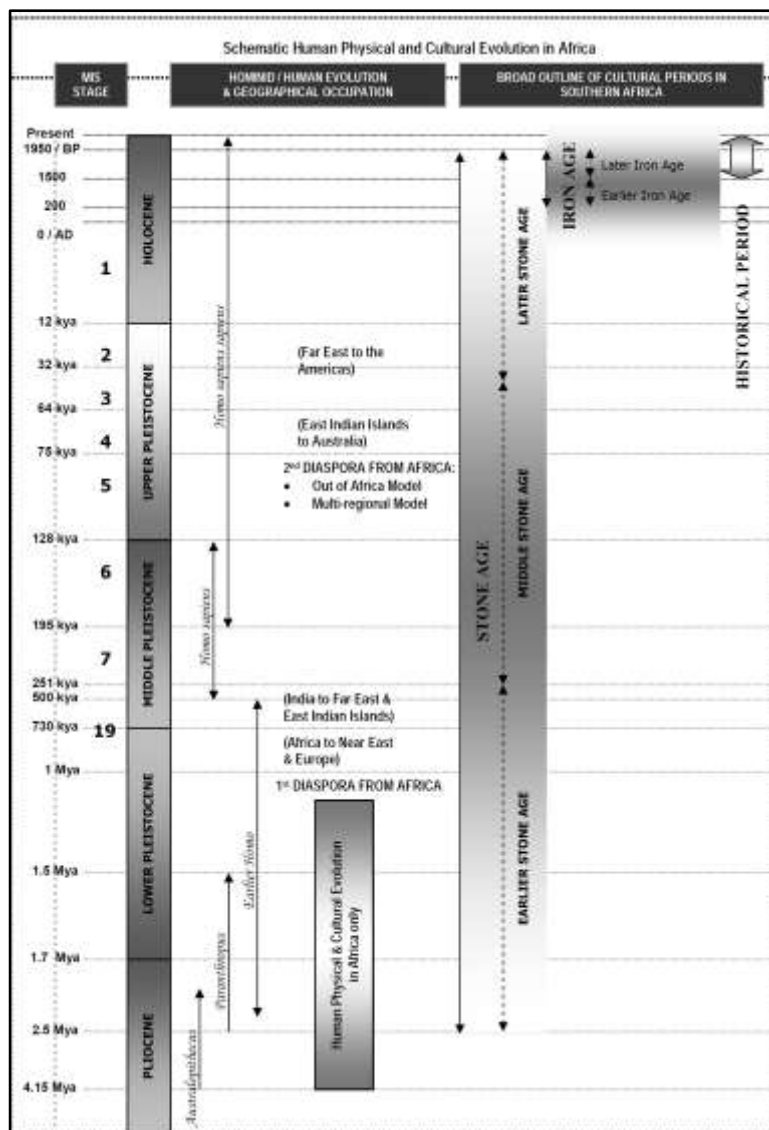 Schematic Human Physical and Cultural Evolution in Africa
MIS
STAGE
HOMINID / HUMAN EVOLUTION
& GEOGRAPHICAL OCCUPATION
BROAD OUTLINE OF CULTURAL PERIODS IN
SOUTHERN AFRICA
Present
1950 / BP
1500
200
0 / AD
12 kya
32 kya
64 kya
75 kya
128 kya
195 kya
251 kya
500 kya
730 kya
1 Mya
1.5 Mya
1.7 Mya
2.5 Mya
4.15 Mya
1
2
3
4
5
6
7
19
HOLOCENE
UPPER PLEISTOCENE
MIDDLE PLEISTOCENE
LOWER PLEISTOCENE
PLIOCENE
Homo sapiens sapiens
Homo sapiens
Earlier Homo
Paranthropus
Australopithecus
(Far East to the
Americas)
(East Indian Islands
to Australia)
2nd DIASPORA FROM AFRICA:
• Out of Africa Model
• Multi-regional Model
(India to Far East &
East Indian Islands)
(Africa to Near East
& Europe)
1st DIASPORA FROM AFRICA
Human Physical & Cultural Evolution
in Africa only
STONE AGE
LATER STONE AGE
MIDDLE STONE AGE
EARLIER STONE AGE
IRON AGE
Later Iron Age
Earlier Iron Age
HISTORICAL PERIOD